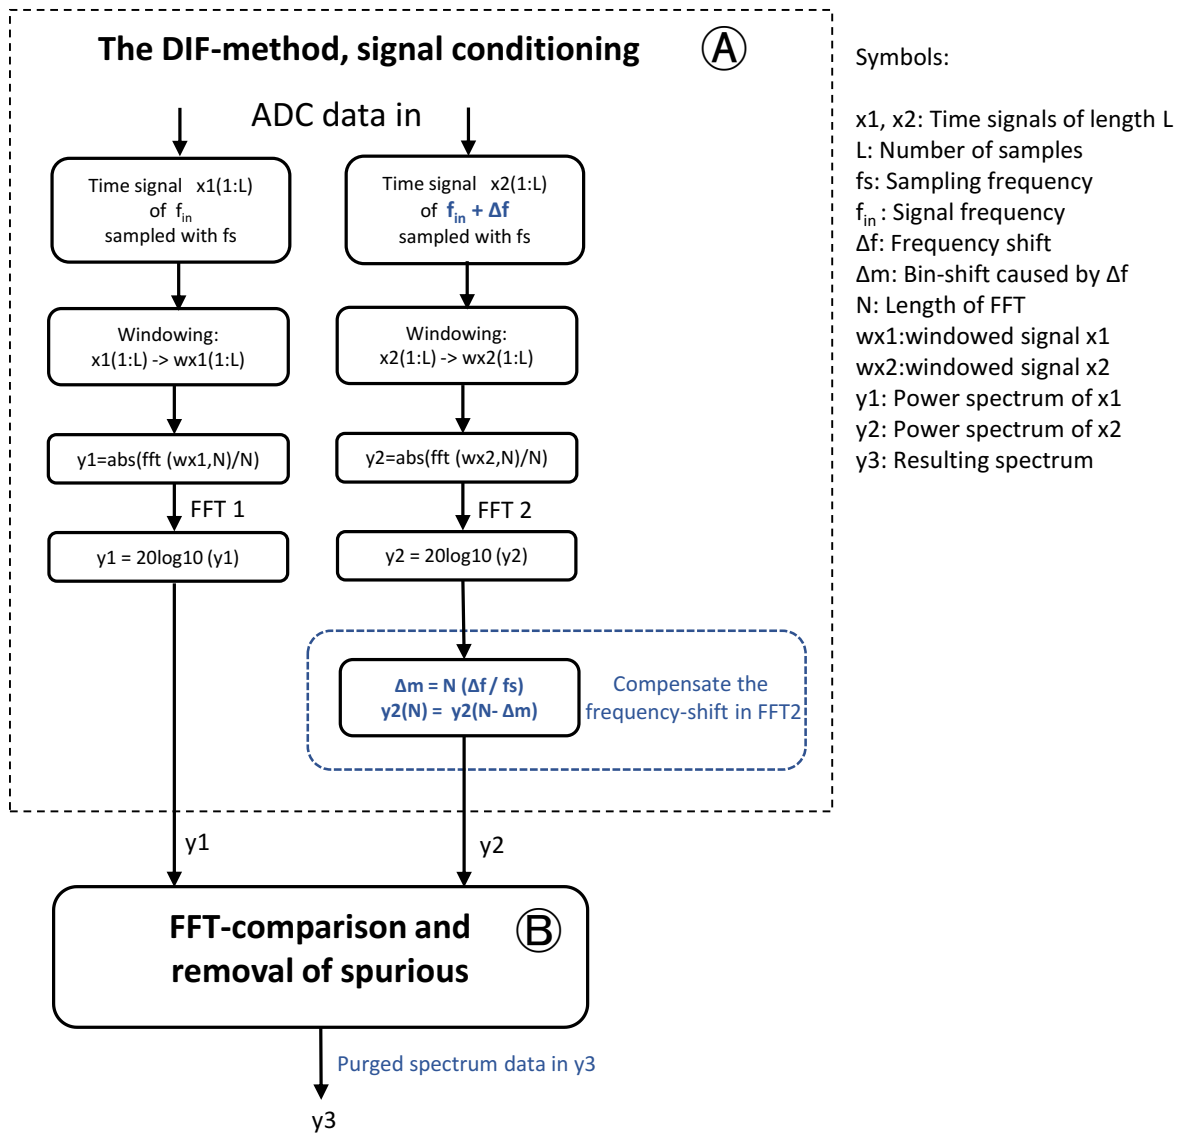 The DIF-method, signal conditioning
A
ADC data in
Time signal x1(1:L)
of fin
sampled with fs
Time signal x2(1:L)
of fin + Δf
sampled with fs
Windowing:
x1(1:L) -> wx1(1:L)
Windowing:
x2(1:L) -> wx2(1:L)
y1=abs(fft (wx1,N)/N)
y2=abs(fft (wx2,N)/N)
FFT 1
FFT 2
y1 = 20log10 (y1)
y2 = 20log10 (y2)
Δm = N (Δf / fs)
y2(N) = y2(N- Δm)
Compensate the
frequency-shift in FFT2
y1
y2
FFT-comparison and
removal of spurious
B
Purged spectrum data in y3
y3
Symbols:
x1, x2: Time signals of length L
L: Number of samples
fs: Sampling frequency
fin : Signal frequency
Δf: Frequency shift
Δm: Bin-shift caused by Δf
N: Length of FFT
wx1:windowed signal x1
wx2:windowed signal x2
y1: Power spectrum of x1
y2: Power spectrum of x2
y3: Resulting spectrum